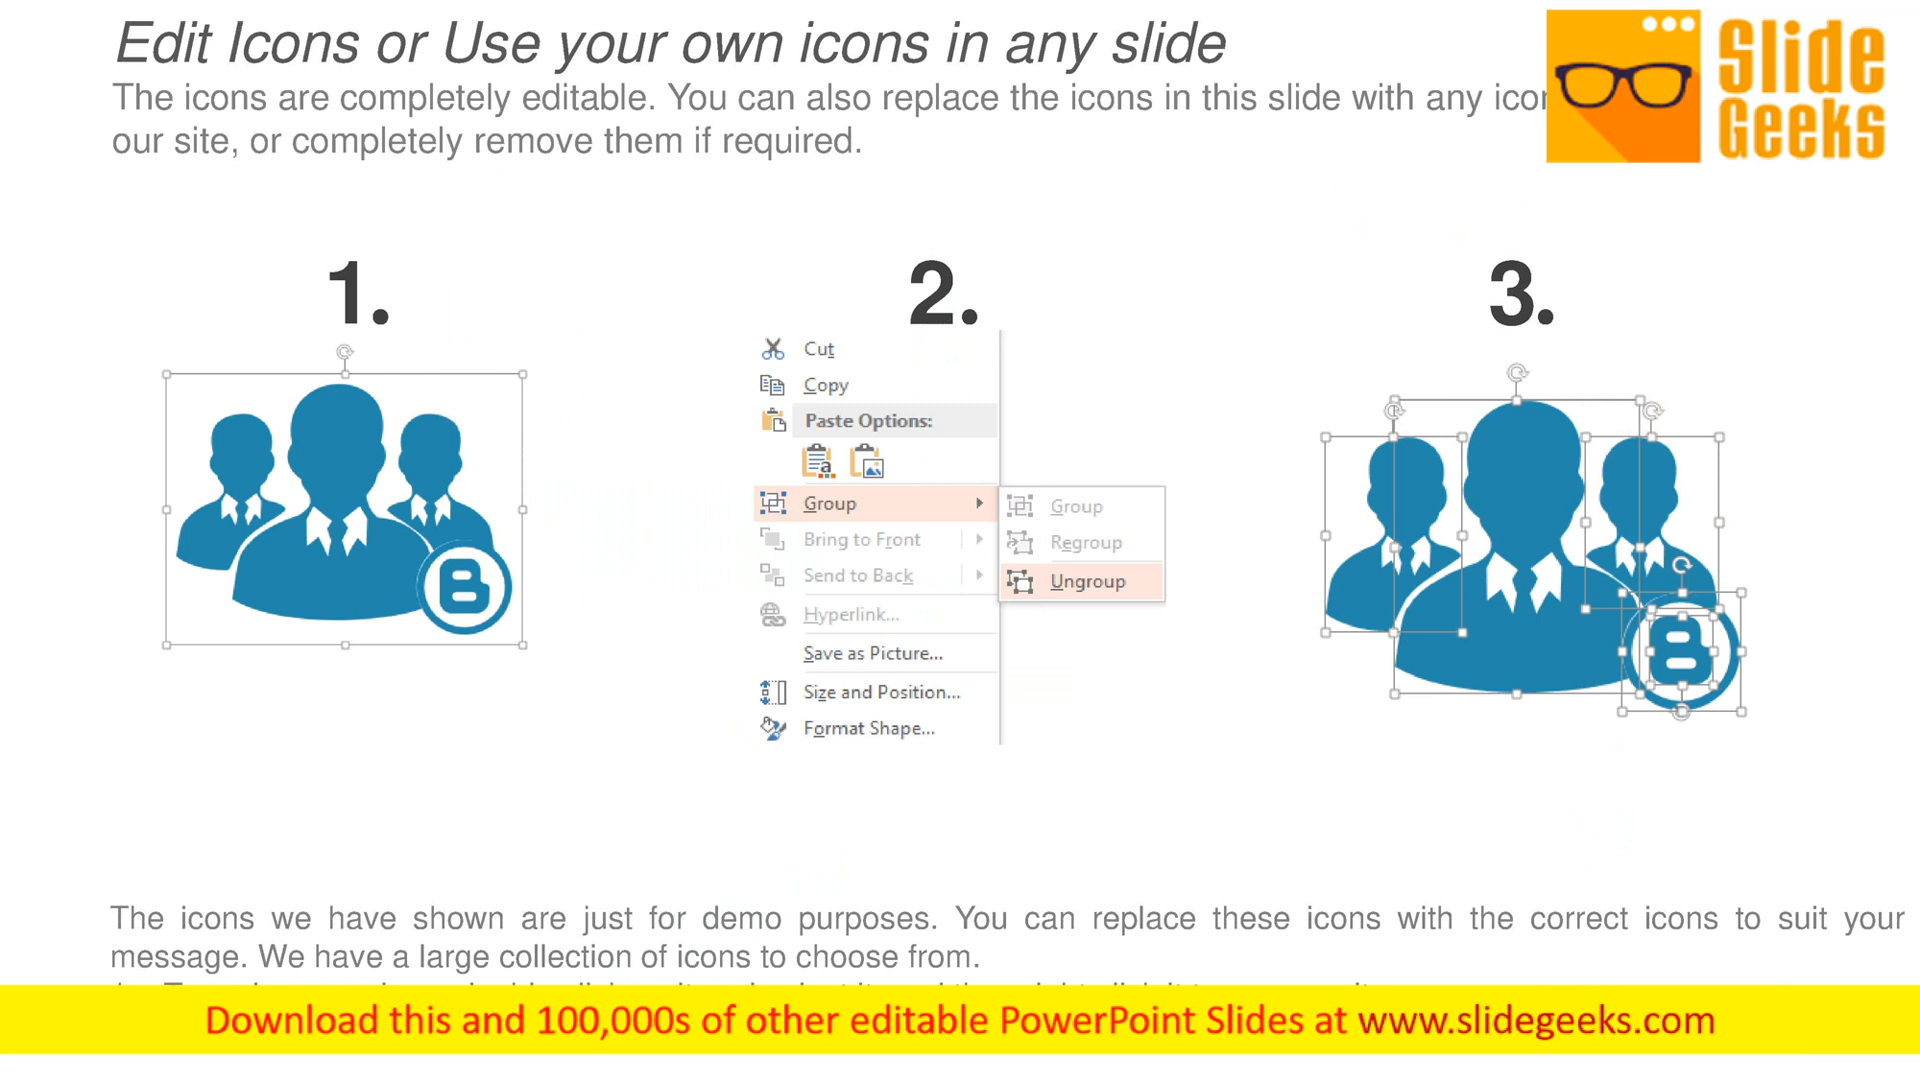 Edit Icons or Use your own icons in any slide
The icons are completely editable. You can also replace the icons in this slide with any
our site, or completely remove them if required.
Slide
Geeks
1.
2.
3.
Cut
Copy
Paste Options:
Group
Bring to Front
Send to Back
Hyperlink...
Save as Picture...
Size and Position...
Format Shape...
Group
Regroup
Ungroup
The icons we have shown are just for demo purposes. You can replace these icons with the correct icons to suit your
message. We have a large collection of icons to choose from.
Download this and 100,000s of other editable PowerPoint Slides at www.slidegeeks.com